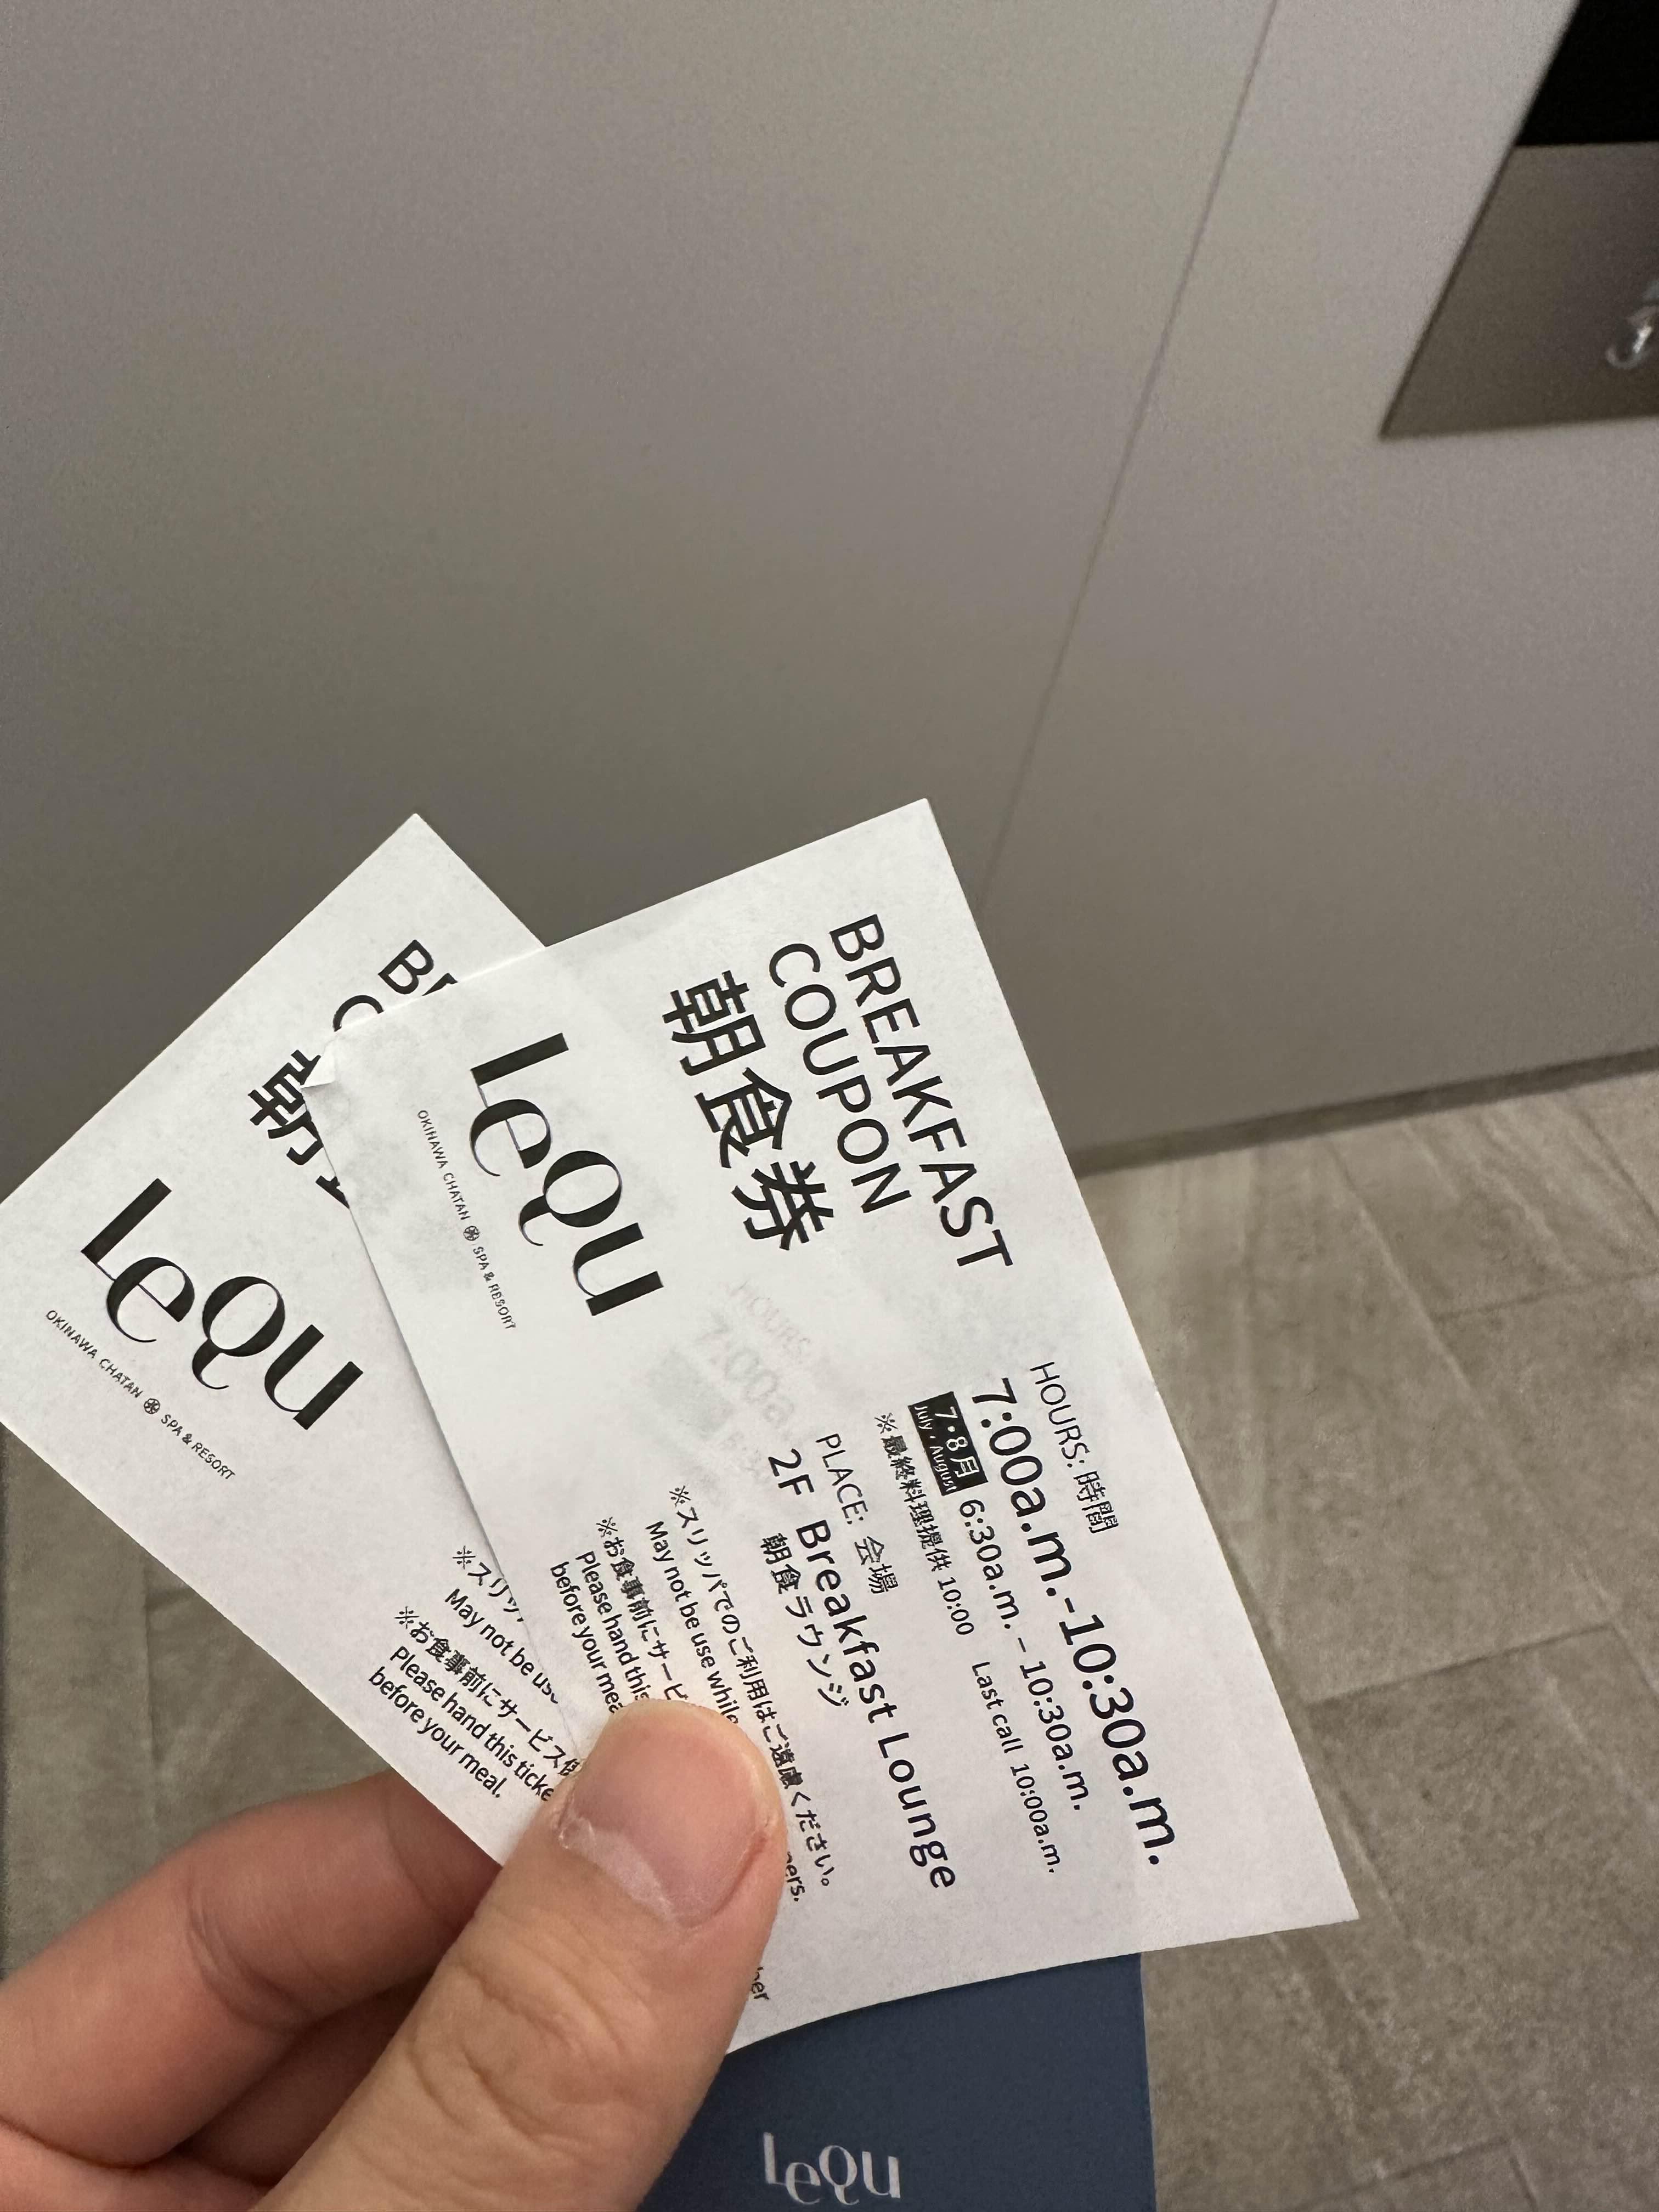 BREAKFAST
COUPON
朝食券
LeQu
OKINAWA CHATAN SPA & RESORT
HOURS: 時間
7:00a.m.-10:30a.m.
7・8月
July・August
6:30a.m. – 10:30a.m.
※最終料理提供 10:00 Last call 10:00a.m.
PLACE: 会場
2F Breakfast Lounge
朝食ラウンジ
※スリッパでのご利用はご遠慮ください。
May not be use while
※お食事前にサービ
Please hand this
before your
LeQu
OKINAWA CHATAN SPA & RESORT
※スリッ
May not be
※お食事前にサービス
Please hand this
before your meal.
LeQu